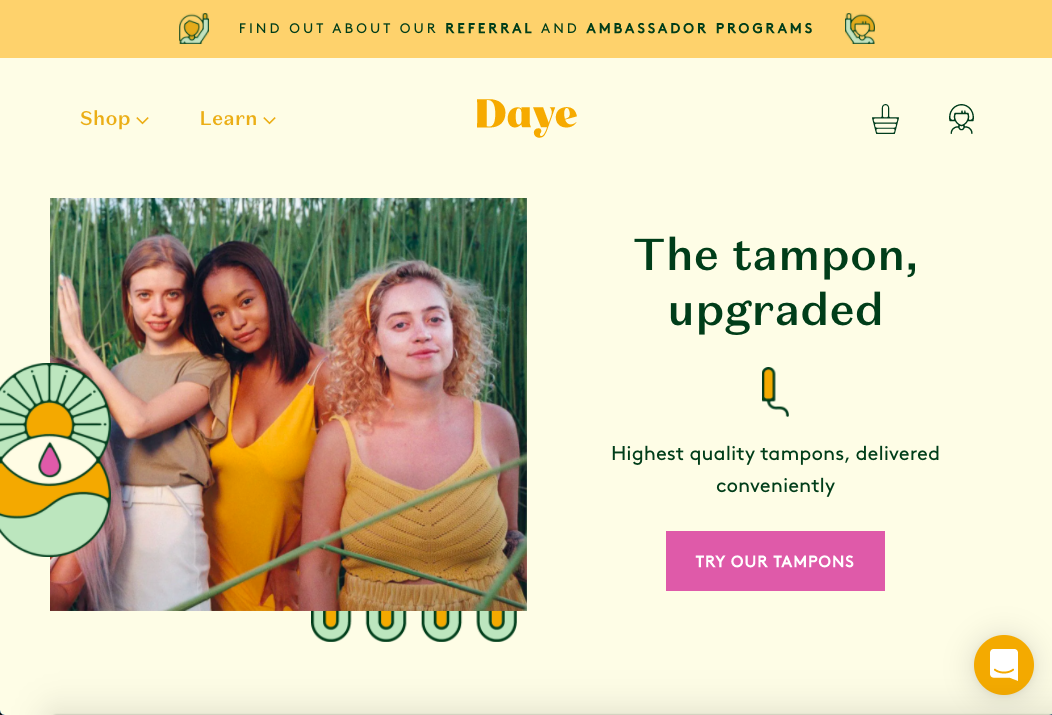 FIND OUT ABOUT OUR REFERRAL AND AMBASSADOR PROGRAMS
Shop
Learn
Daye
The tampon,
upgraded
Highest quality tampons, delivered
conveniently
TRY OUR TAMPONS